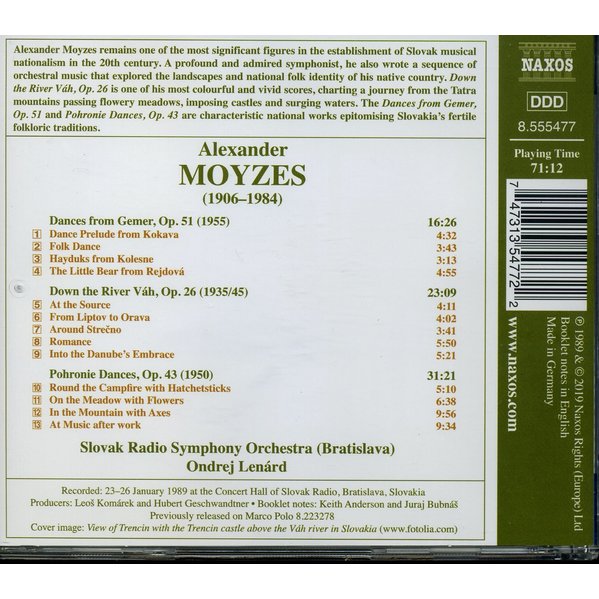 Alexander Moyzes remains one of the most significant figures in the establishment of Slovak musical
nationalism in the 20th century. A profound and admired symphonist, he also wrote a sequence of
orchestral music that explored the landscapes and national folk identity of his native country. Down
the River Váh, Op. 26 is one of his most colourful and vivid scores, charting a journey from the Tatra
mountains passing flowery meadows, imposing castles and surging waters. The Dances from Gemer,
Op. 51 and Pohronie Dances, Op. 43 are characteristic national works epitomising Slovakia's fertile
folkloric traditions.
Alexander
MOYZES
(1906–1984)
Dances from Gemer, Op. 51 (1955) 16:26
1 Dance Prelude from Kokava 4:32
2 Folk Dance 3:43
3 Hayduks from Kolesne 3:13
4 The Little Bear from Rejdová 4:55
Down the River Váh, Op. 26 (1935/45) 23:09
5 At the Source 4:11
6 From Liptov to Orava 4:02
7 Around Strečno 3:41
8 Romance 5:50
9 Into the Danube's Embrace 5:21
Pohronie Dances, Op. 43 (1950) 31:21
10 Round the Campfire with Hatchetsticks 5:10
11 On the Meadow with Flowers 6:38
12 In the Mountain with Axes 9:56
13 At Music after work 9:34
Slovak Radio Symphony Orchestra (Bratislava)
Ondrej Lenárd
Recorded: 23–26 January 1989 at the Concert Hall of Slovak Radio, Bratislava, Slovakia
Producers: Leoš Komárek and Hubert Geschwandtner • Booklet notes: Keith Anderson and Juraj Bubnáš
Previously released on Marco Polo 8.223278
Cover image: View of Trencin with the Trencin castle above the Váh river in Slovakia (www.fotolia.com)
NAXOS
DDD
8.555477
Playing Time
71:12
7 47313 54772 2
www.naxos.com
℗ 1989 & © 2019 Naxos Rights (Europe) Ltd
Booklet notes in English
Made in Germany